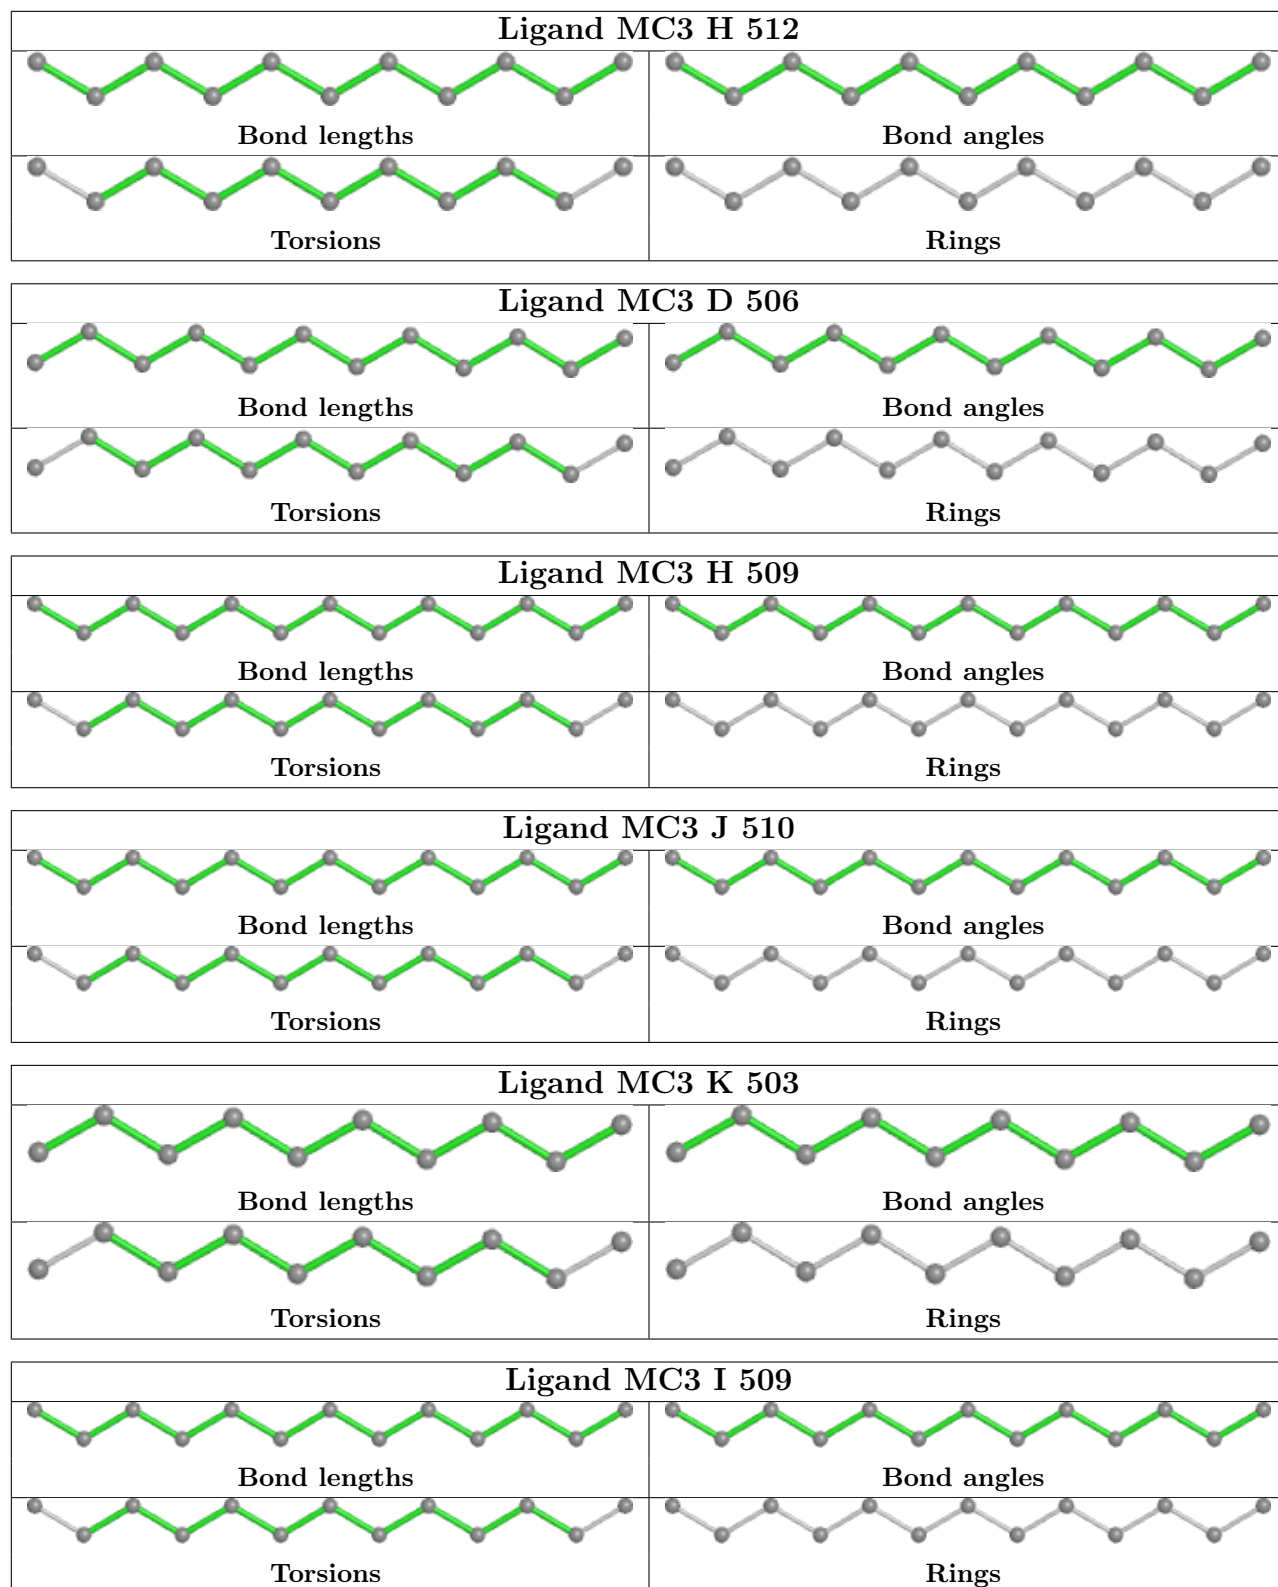 Ligand MC3 H 512
Bond lengths Bond angles
Torsions Rings
Ligand MC3 D 506
Bond lengths Bond angles
Torsions Rings
Ligand MC3 H 509
Bond lengths Bond angles
Torsions Rings
Ligand MC3 J 510
Bond lengths Bond angles
Torsions Rings
Ligand MC3 K 503
Bond lengths Bond angles
Torsions Rings
Ligand MC3 I 509
Bond lengths Bond angles
Torsions Rings